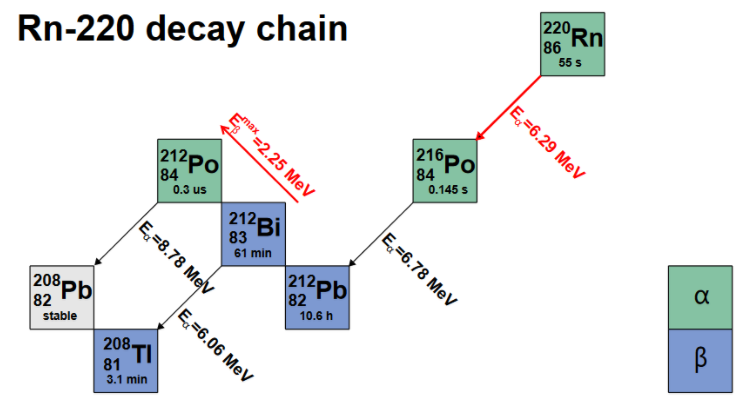 Rn-220 decay chain
220
86 Rn
55 s
Eα=6.29 MeV
Eβmax=2.25 MeV
212
84 Po
0.3 us
216
84 Po
0.145 s
212
83 Bi
61 min
Eα=8.78 MeV
Eα=6.78 MeV
208
82 Pb
stable
212
82 Pb
10.6 h
α
Eα=6.06 MeV
208
81 Tl
3.1 min
β